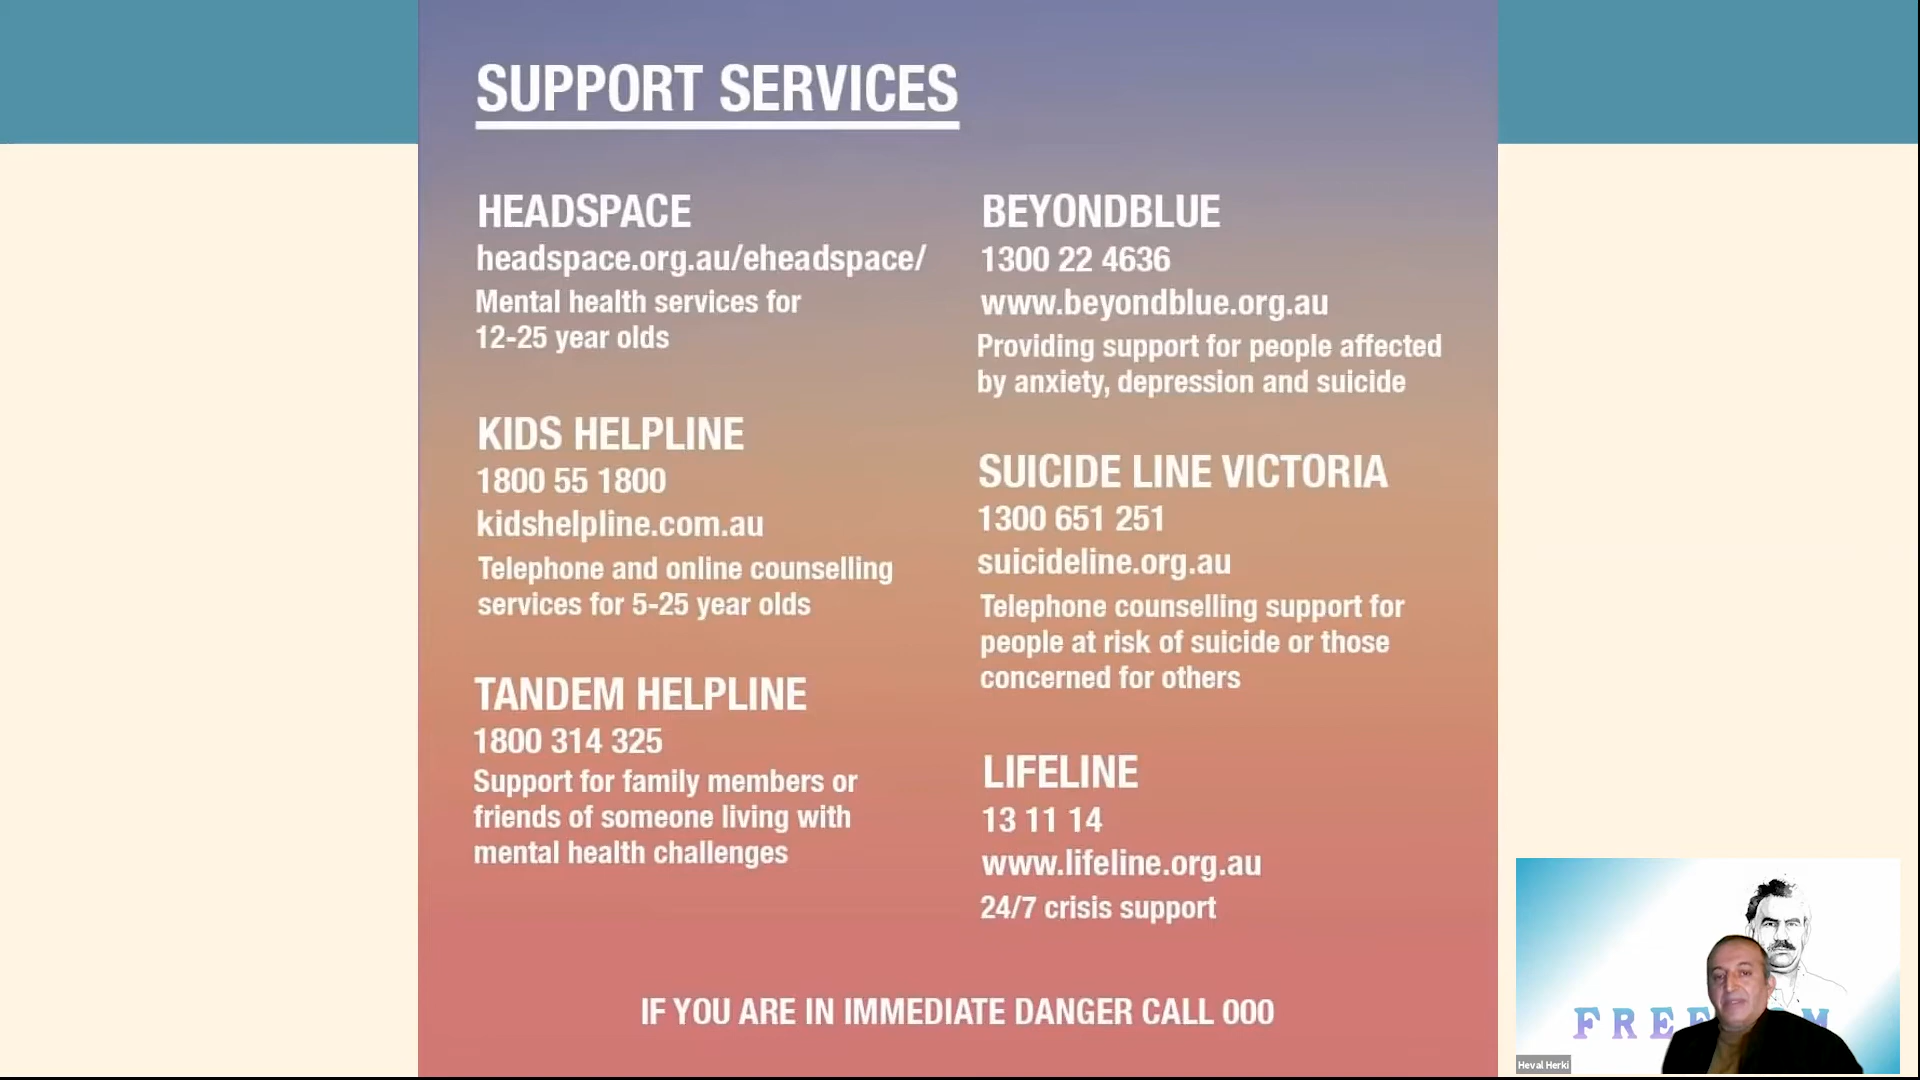 SUPPORT SERVICES
HEADSPACE
headspace.org.au/eheadspace/
Mental health services for
12-25 year olds
KIDS HELPLINE
1800 55 1800
kidshelpline.com.au
Telephone and online counselling
services for 5-25 year olds
TANDEM HELPLINE
1800 314 325
Support for family members or
friends of someone living with
mental health challenges
BEYONDBLUE
1300 22 4636
www.beyondblue.org.au
Providing support for people affected
by anxiety, depression and suicide
SUICIDE LINE VICTORIA
1300 651 251
suicideline.org.au
Telephone counselling support for
people at risk of suicide or those
concerned for others
LIFELINE
13 11 14
www.lifeline.org.au
24/7 crisis support
IF YOU ARE IN IMMEDIATE DANGER CALL 000
Heval Herki